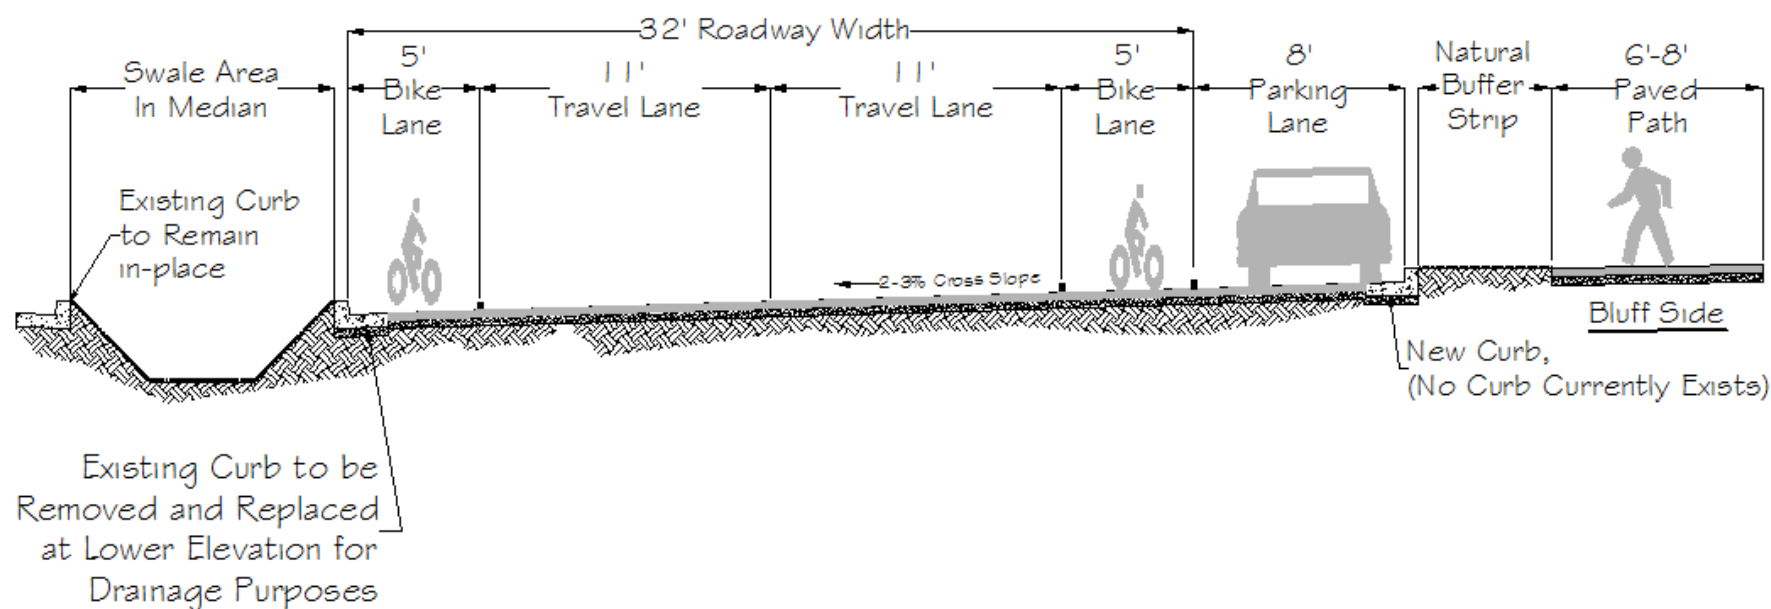 32' Roadway Width
Swale Area
In Median
5'
Bike
Lane
11'
Travel Lane
11'
Travel Lane
5'
Bike
Lane
8'
Parking
Lane
Natural
Buffer
Strip
6'-8'
Paved
Path
Existing Curb
to Remain
in-place
2-3% Cross Slope
Bluff Side
New Curb,
(No Curb Currently Exists)
Existing Curb to be
Removed and Replaced
at Lower Elevation for
Drainage Purposes